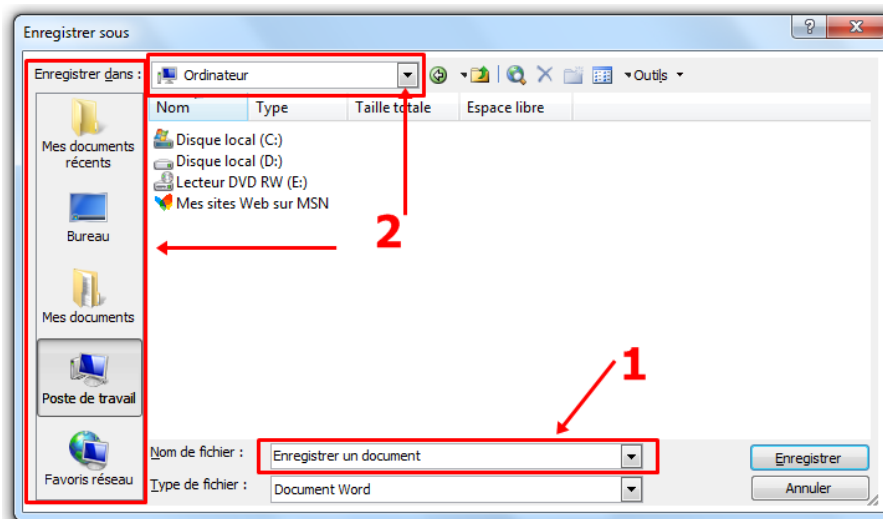 Enregistrer sous
Enregistrer dans : Ordinateur Outils
Nom Type Taille totale Espace libre
Mes documents
récents
Bureau
Mes documents
Poste de travail
Favoris réseau
Disque local (C:)
Disque local (D:)
Lecteur DVD RW (E:)
Mes sites Web sur MSN
2
1
Nom de fichier : Enregistrer un document Enregistrer
Type de fichier : Document Word Annuler